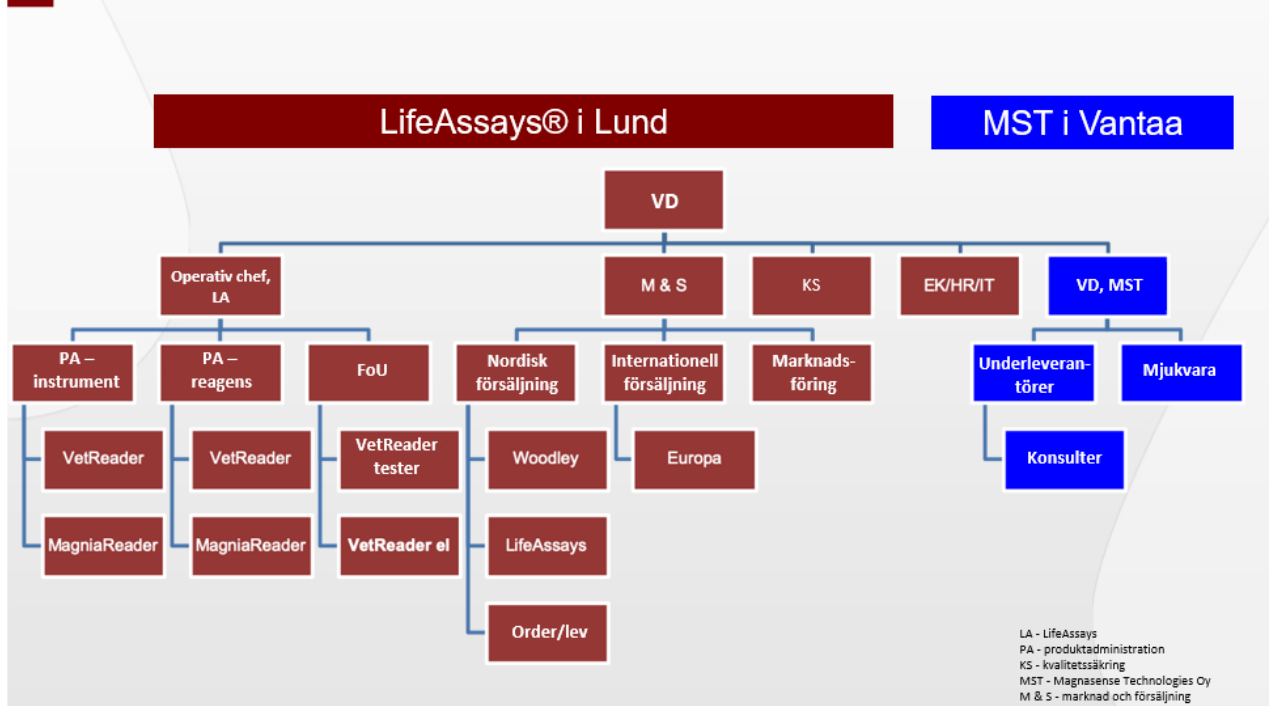 LifeAssays® i Lund
MST i Vantaa
VD
Operativ chef,
LA
M & S
KS
EK/HR/IT
VD, MST
PA –
instrument
PA –
reagens
FoU
Nordisk
försäljning
Internationell
försäljning
Marknads-
föring
Underleveran-
törer
Mjukvara
VetReader
VetReader
VetReader
tester
Woodley
Europa
Konsulter
MagniaReader
MagniaReader
VetReader el
LifeAssays
Order/lev
LA - LifeAssays
PA - produktadministration
KS - kvalitetssäkring
MST - Magnasense Technologies Oy
M & S - marknad och försäljning